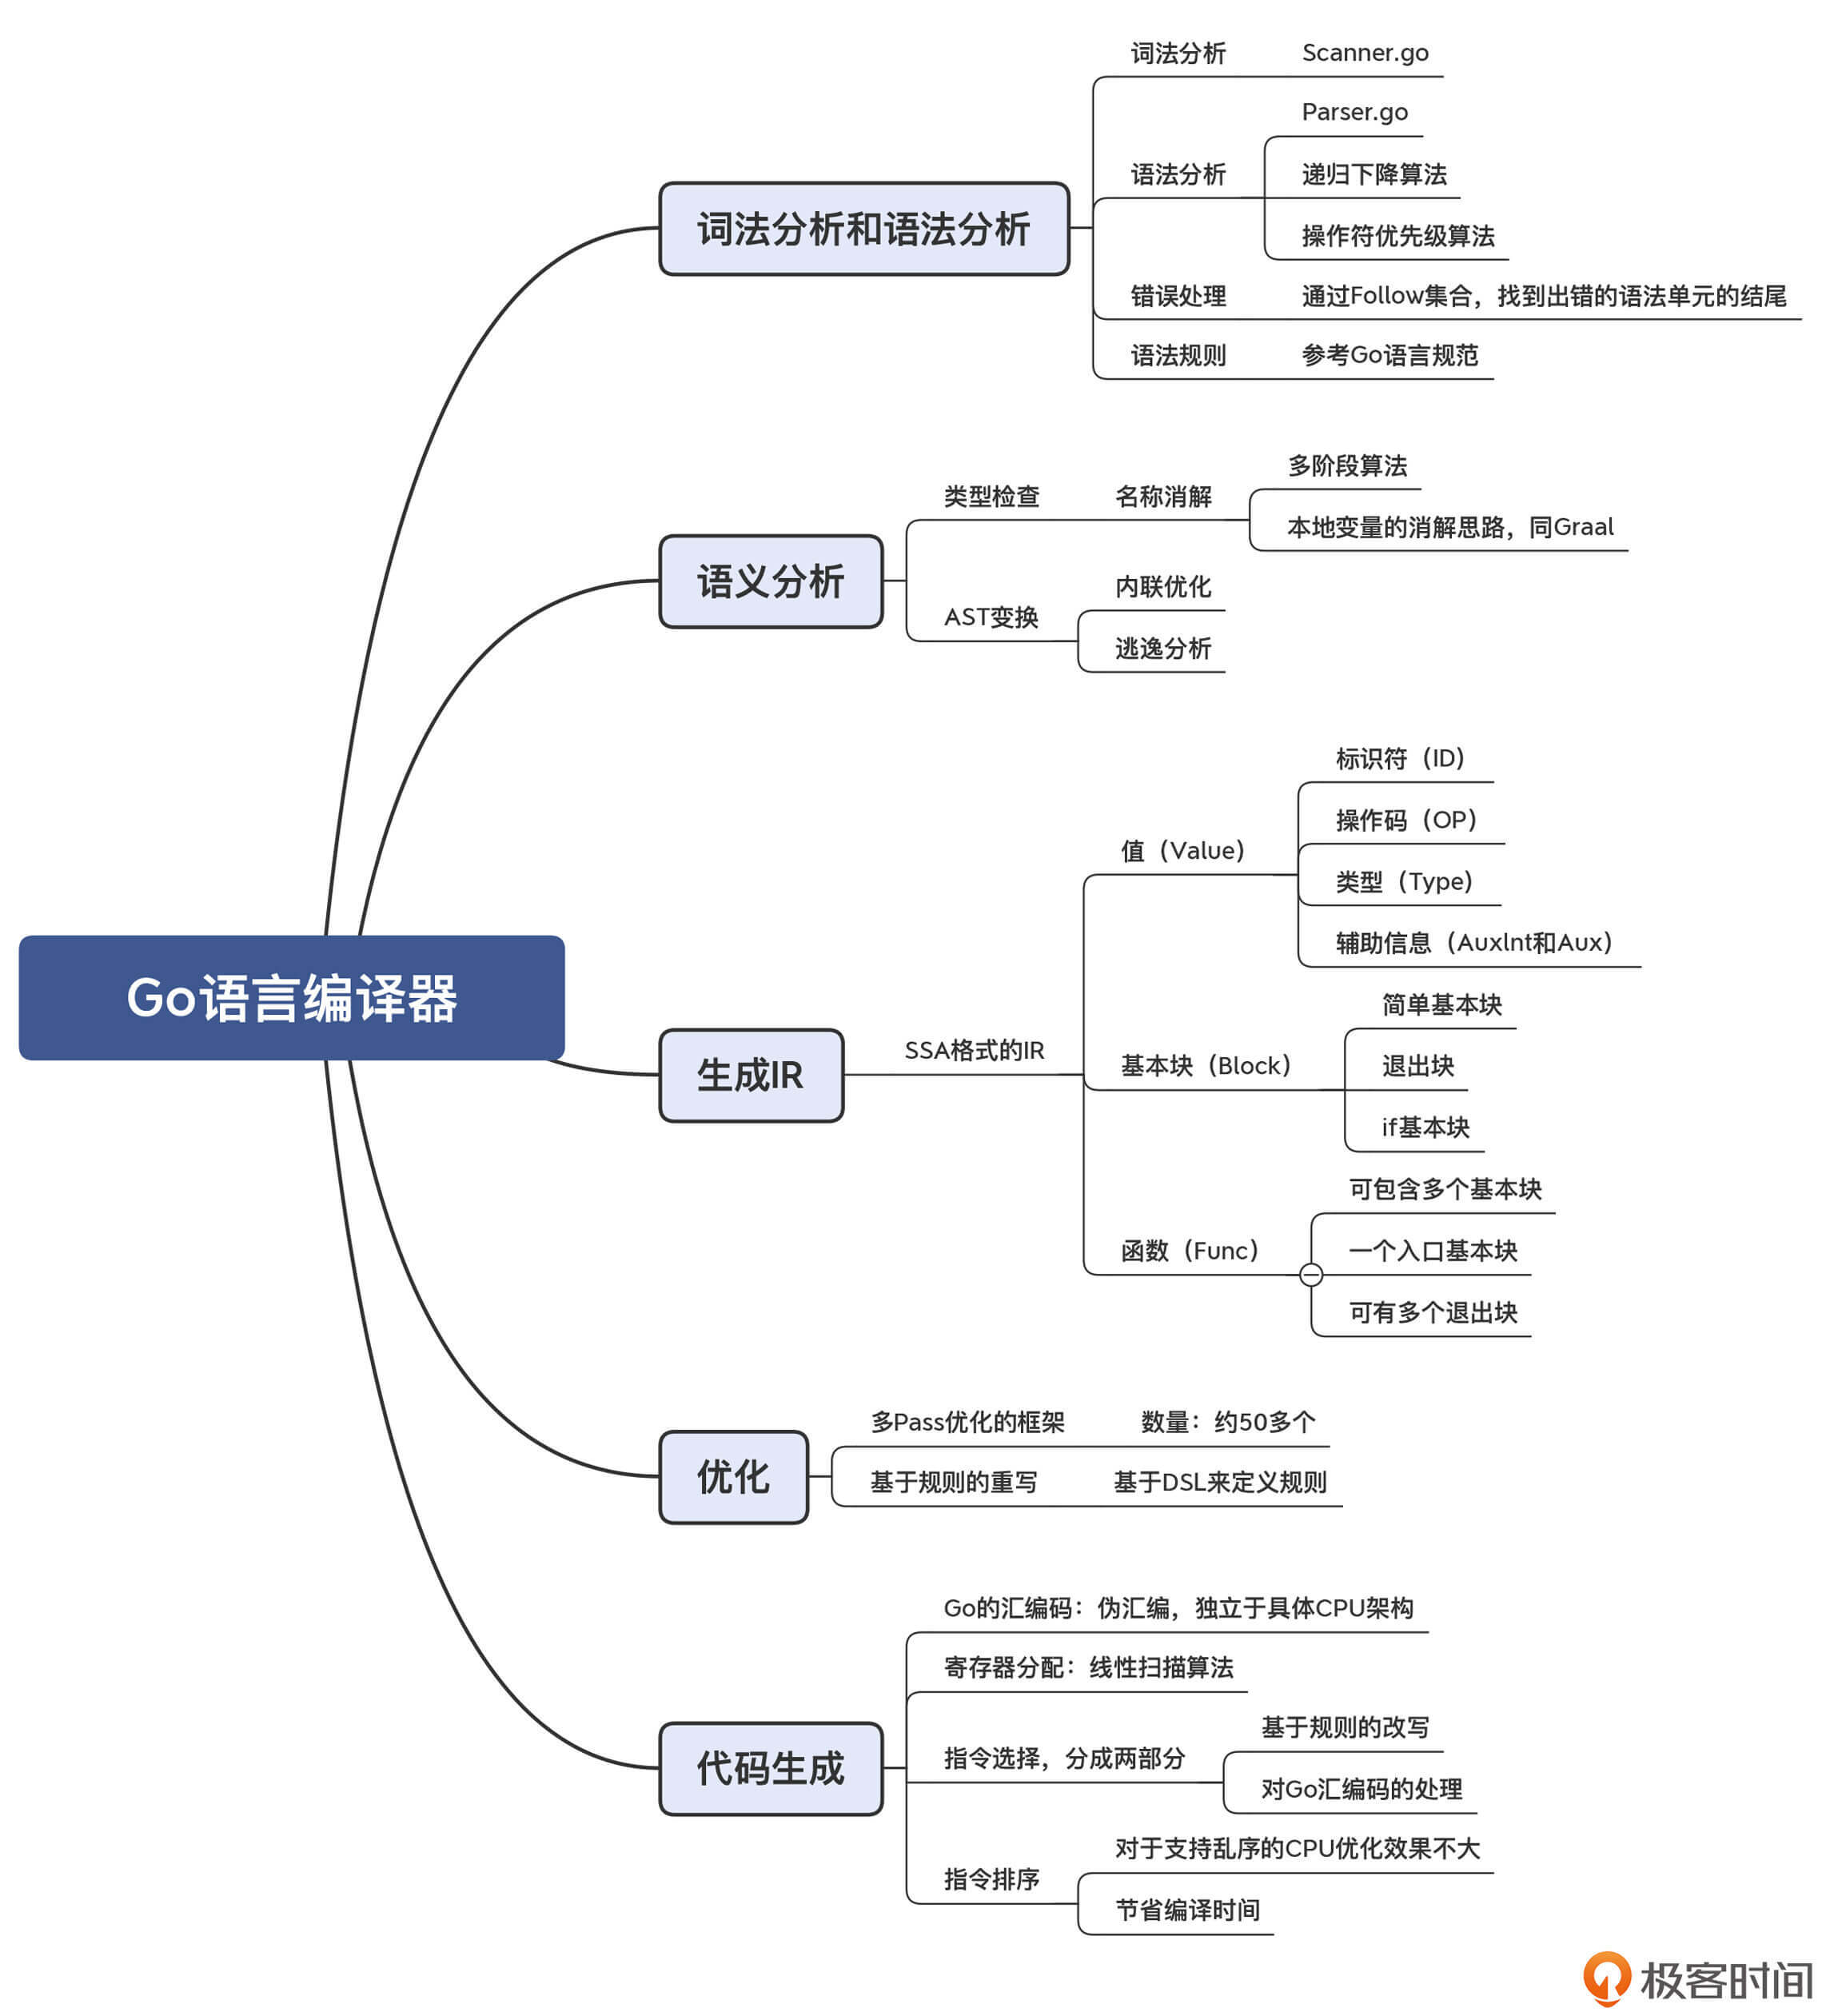 Go语言编译器
词法分析和语法分析
词法分析
Scanner.go
语法分析
Parser.go
递归下降算法
操作符优先级算法
错误处理
通过Follow集合，找到出错的语法单元的结尾
语法规则
参考Go语言规范
语义分析
类型检查
名称消解
多阶段算法
本地变量的消解思路，同Graal
AST变换
内联优化
逃逸分析
生成IR
SSA格式的IR
值（Value）
标识符（ID）
操作码（OP）
类型（Type）
辅助信息（AuxInt和Aux）
基本块（Block）
简单基本块
退出块
if基本块
函数（Func）
可包含多个基本块
一个入口基本块
可有多个退出块
优化
多Pass优化的框架
数量：约50多个
基于规则的重写
基于DSL来定义规则
代码生成
Go的汇编码：伪汇编，独立于具体CPU架构
寄存器分配：线性扫描算法
指令选择，分成两部分
基于规则的改写
对Go汇编码的处理
指令排序
对于支持乱序的CPU优化效果不大
节省编译时间
极客时间